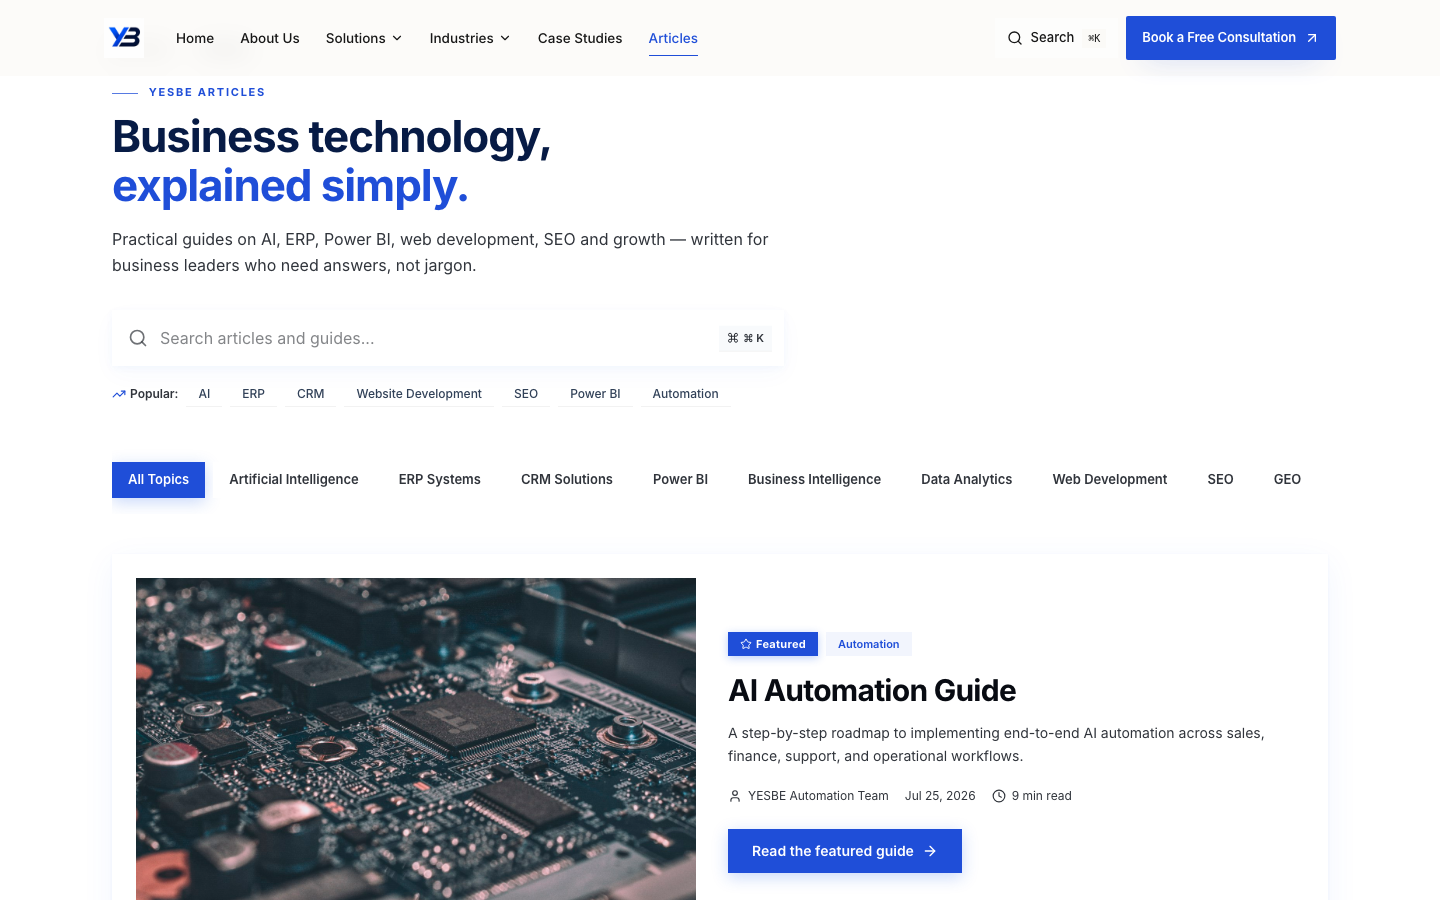 YB
Home
About Us
Solutions
Industries
Case Studies
Articles
Search
⌘K
Book a Free Consultation
YESBE ARTICLES
Business technology,
explained simply.
Practical guides on AI, ERP, Power BI, web development, SEO and growth — written for
business leaders who need answers, not jargon.
Search articles and guides...
⌘ ⌘ K
Popular:
AI
ERP
CRM
Website Development
SEO
Power BI
Automation
All Topics
Artificial Intelligence
ERP Systems
CRM Solutions
Power BI
Business Intelligence
Data Analytics
Web Development
SEO
GEO
Featured
Automation
AI Automation Guide
A step-by-step roadmap to implementing end-to-end AI automation across sales,
finance, support, and operational workflows.
YESBE Automation Team
Jul 25, 2026
9 min read
Read the featured guide